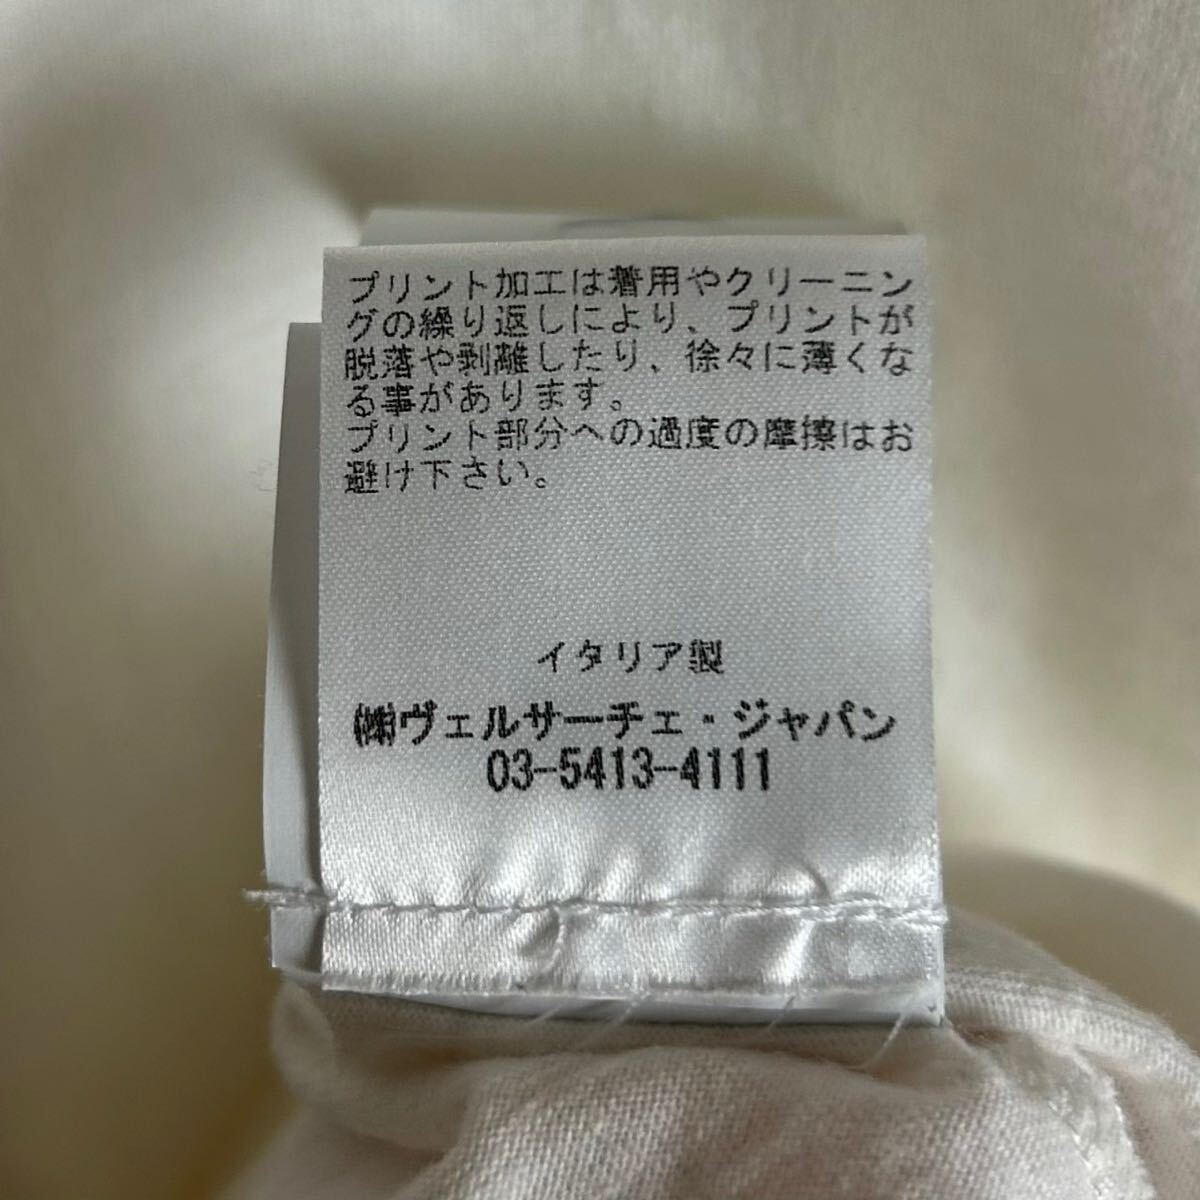 プリント加工は着用やクリーニン
グの繰り返しにより、プリントが
脱落や剥離したり、徐々に薄くな
る事があります。
プリント部分への過度の摩擦はお
避け下さい。
イタリア製
㈱ヴェルサーチェ・ジャパン
03-5413-4111